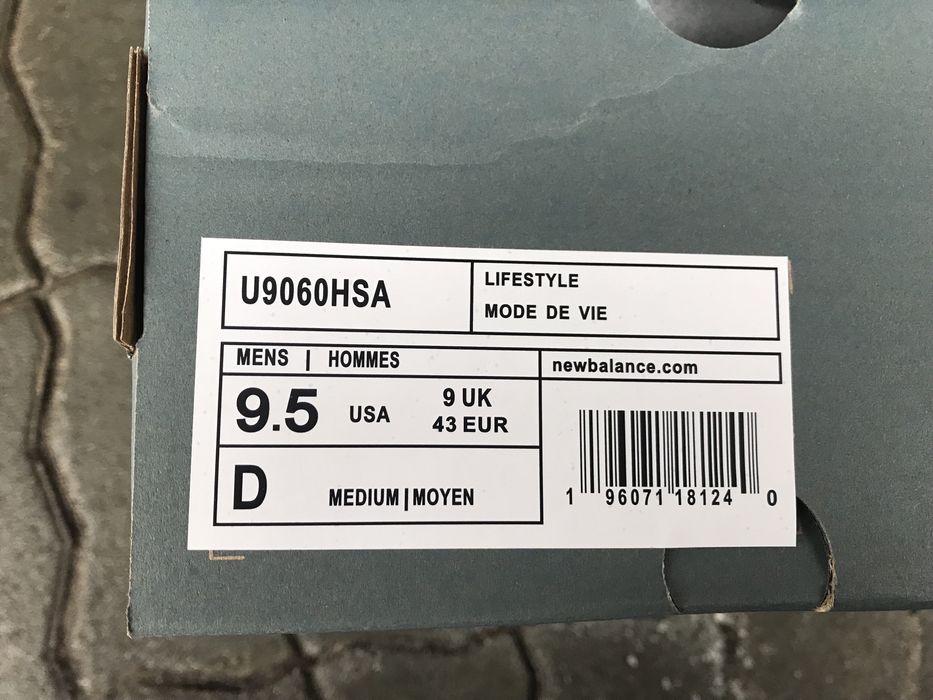 U9060HSA
LIFESTYLE
MODE DE VIE
MENS | HOMMES
newbalance.com
9.5 USA
9 UK
43 EUR
D MEDIUM|MOYEN
1 96071 18124 0